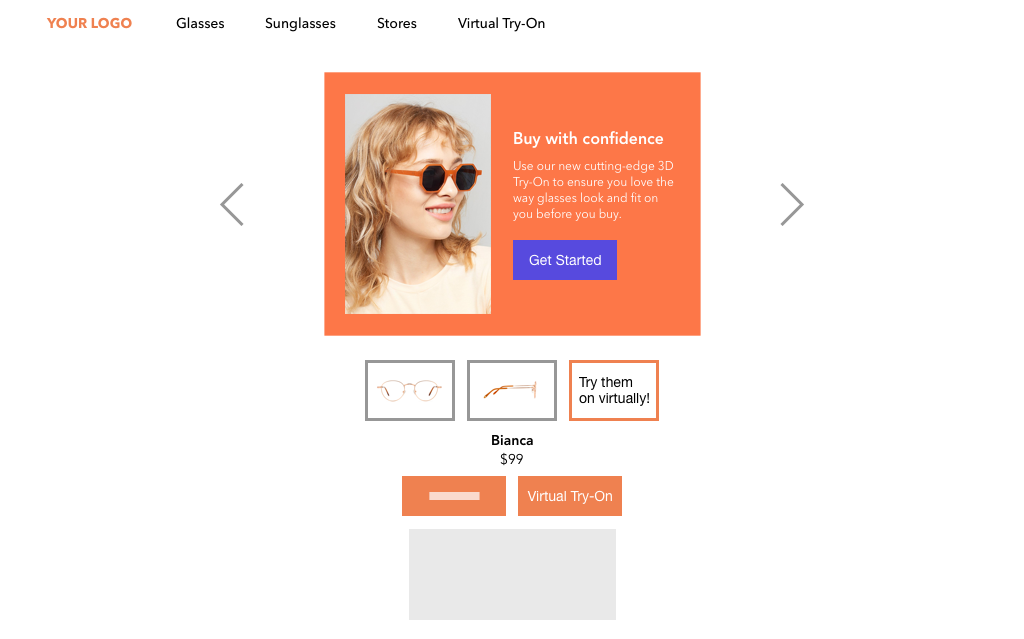 YOUR LOGO
Glasses
Sunglasses
Stores
Virtual Try-On
Buy with confidence
Use our new cutting-edge 3D
Try-On to ensure you love the
way glasses look and fit on
you before you buy.
Get Started
Try them
on virtually!
Bianca
$99
Virtual Try-On